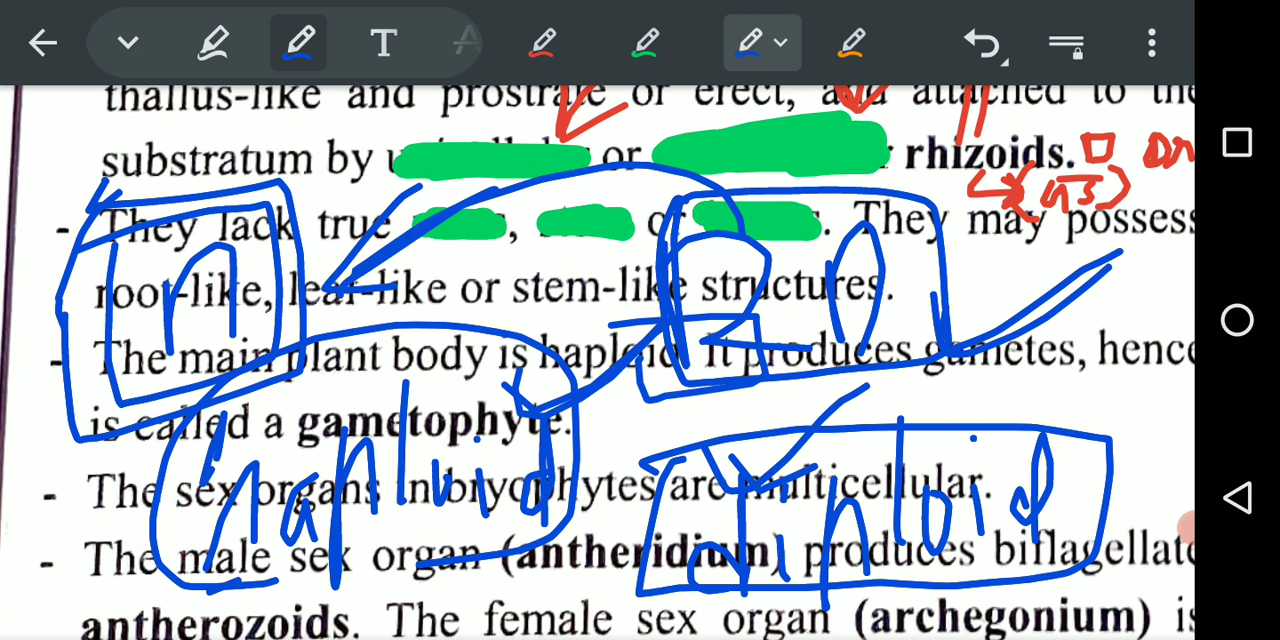 T A
thallus-like and prostrate or erect, and attached to the
substratum by or rhizoids.
- They lack true , or . They may possess
root-like, leaf-like or stem-like structures.
n 2n
- The main plant body is haploid. It produces gametes, hence
is called a gametophyte.
haploid diploid
- The sex organs in bryophytes are multicellular.
- The male sex organ (antheridium) produces biflagellate
antherozoids. The female sex organ (archegonium) is